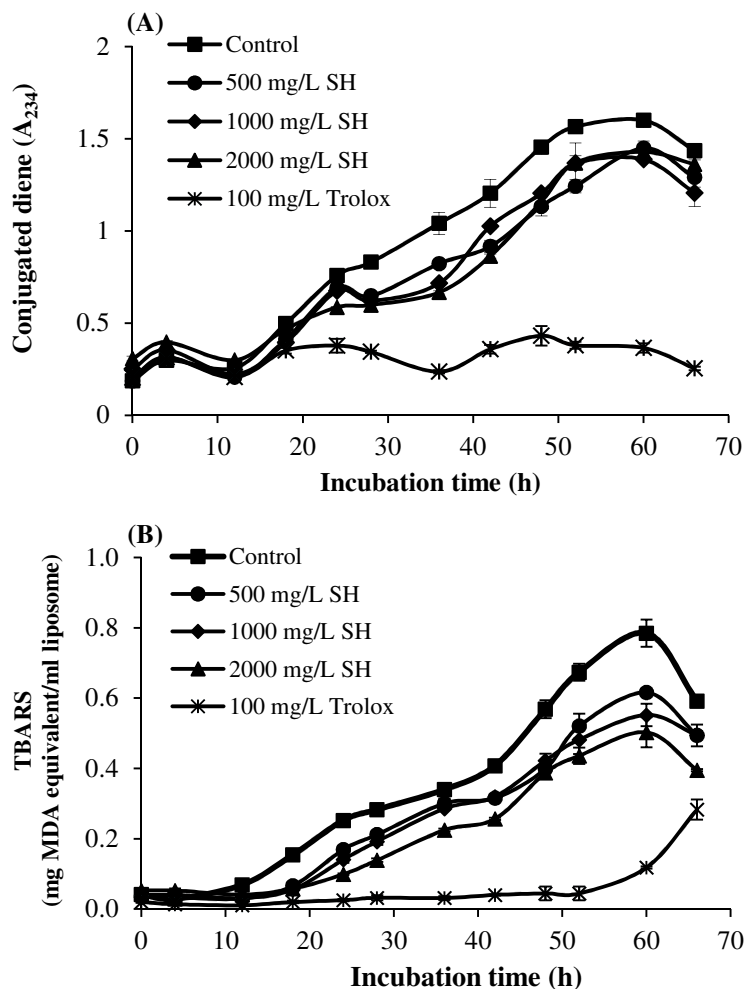 (A)
Control
500 mg/L SH
1000 mg/L SH
2000 mg/L SH
100 mg/L Trolox
Conjugated diene (A₂₃₄)
2
1.5
1
0.5
0
0 10 20 30 40 50 60 70
Incubation time (h)
(B)
Control
500 mg/L SH
1000 mg/L SH
2000 mg/L SH
100 mg/L Trolox
TBARS
(mg MDA equivalent/ml liposome)
1.0
0.8
0.6
0.4
0.2
0.0
0 10 20 30 40 50 60 70
Incubation time (h)